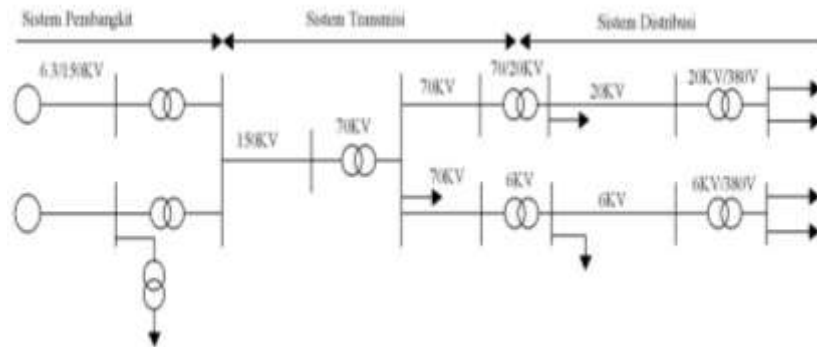 Sistem Pembangkit
Sistem Transmisi
Sistem Distribusi
6.3/150KV
70KV
70/20KV
20KV
20KV/380V
150KV
70KV
70KV
6KV
6KV
6KV/380V